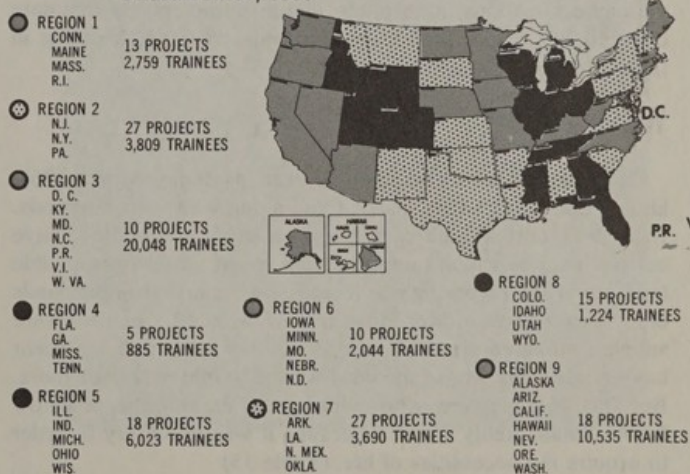 REGION 1
CONN.
MAINE
MASS.
R.I.
13 PROJECTS
2,759 TRAINEES
REGION 2
N.J.
N.Y.
PA.
27 PROJECTS
3,809 TRAINEES
REGION 3
D. C.
KY.
MD.
N.C.
P.R.
V.I.
W. VA.
10 PROJECTS
20,048 TRAINEES
REGION 4
FLA.
GA.
MISS.
TENN.
5 PROJECTS
885 TRAINEES
REGION 5
ILL.
IND.
MICH.
OHIO
WIS.
18 PROJECTS
6,023 TRAINEES
D.C.
P.R.
ALASKA
HAWAII
REGION 6
IOWA
MINN.
MO.
NEBR.
N.D.
10 PROJECTS
2,044 TRAINEES
REGION 7
ARK.
LA.
N. MEX.
OKLA.
27 PROJECTS
3,690 TRAINEES
REGION 8
COLO.
IDAHO
UTAH
WYO.
15 PROJECTS
1,224 TRAINEES
REGION 9
ALASKA
ARIZ.
CALIF.
HAWAII
NEV.
ORE.
WASH.
18 PROJECTS
10,535 TRAINEES